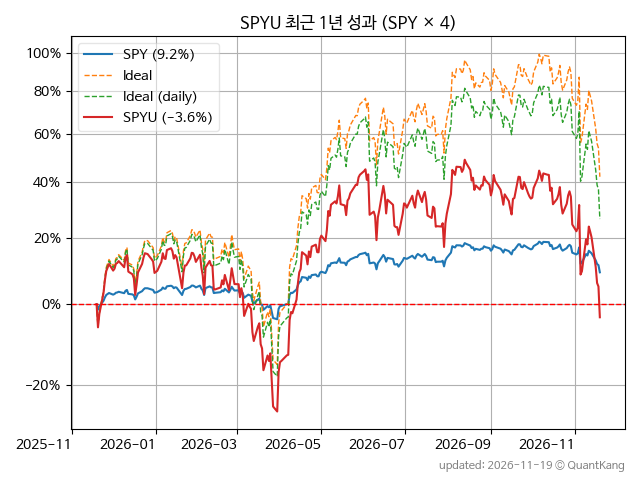 SPYU 최근 1년 성과 (SPY × 4)
SPY (9.2%)
Ideal
Ideal (daily)
SPYU (−3.6%)
100%
80%
60%
40%
20%
0%
−20%
2025-11
2026-01
2026-03
2026-05
2026-07
2026-09
2026-11
updated: 2026-11-19 © QuantKang